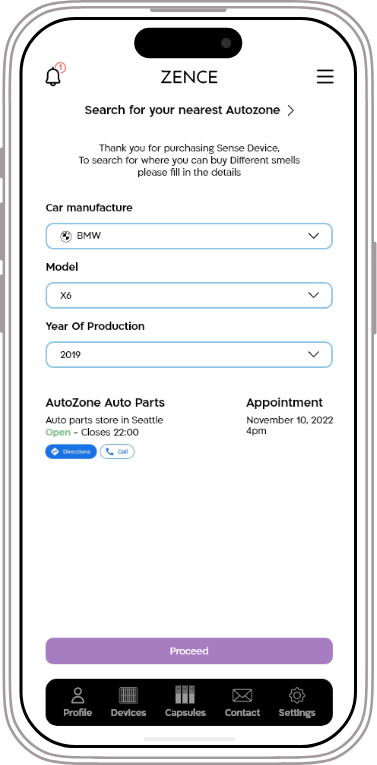 1
ZENCE
Search for your nearest Autozone
Thank you for purchasing Sense Device,
To search for where you can buy Different smells
please fill in the details
Car manufacture
BMW
Model
X6
Year Of Production
2019
AutoZone Auto Parts
Auto parts store in Seattle
Open - Closes 22:00
Directions
Call
Appointment
November 10, 2022
4pm
Proceed
Profile
Devices
Capsules
Contact
Settings